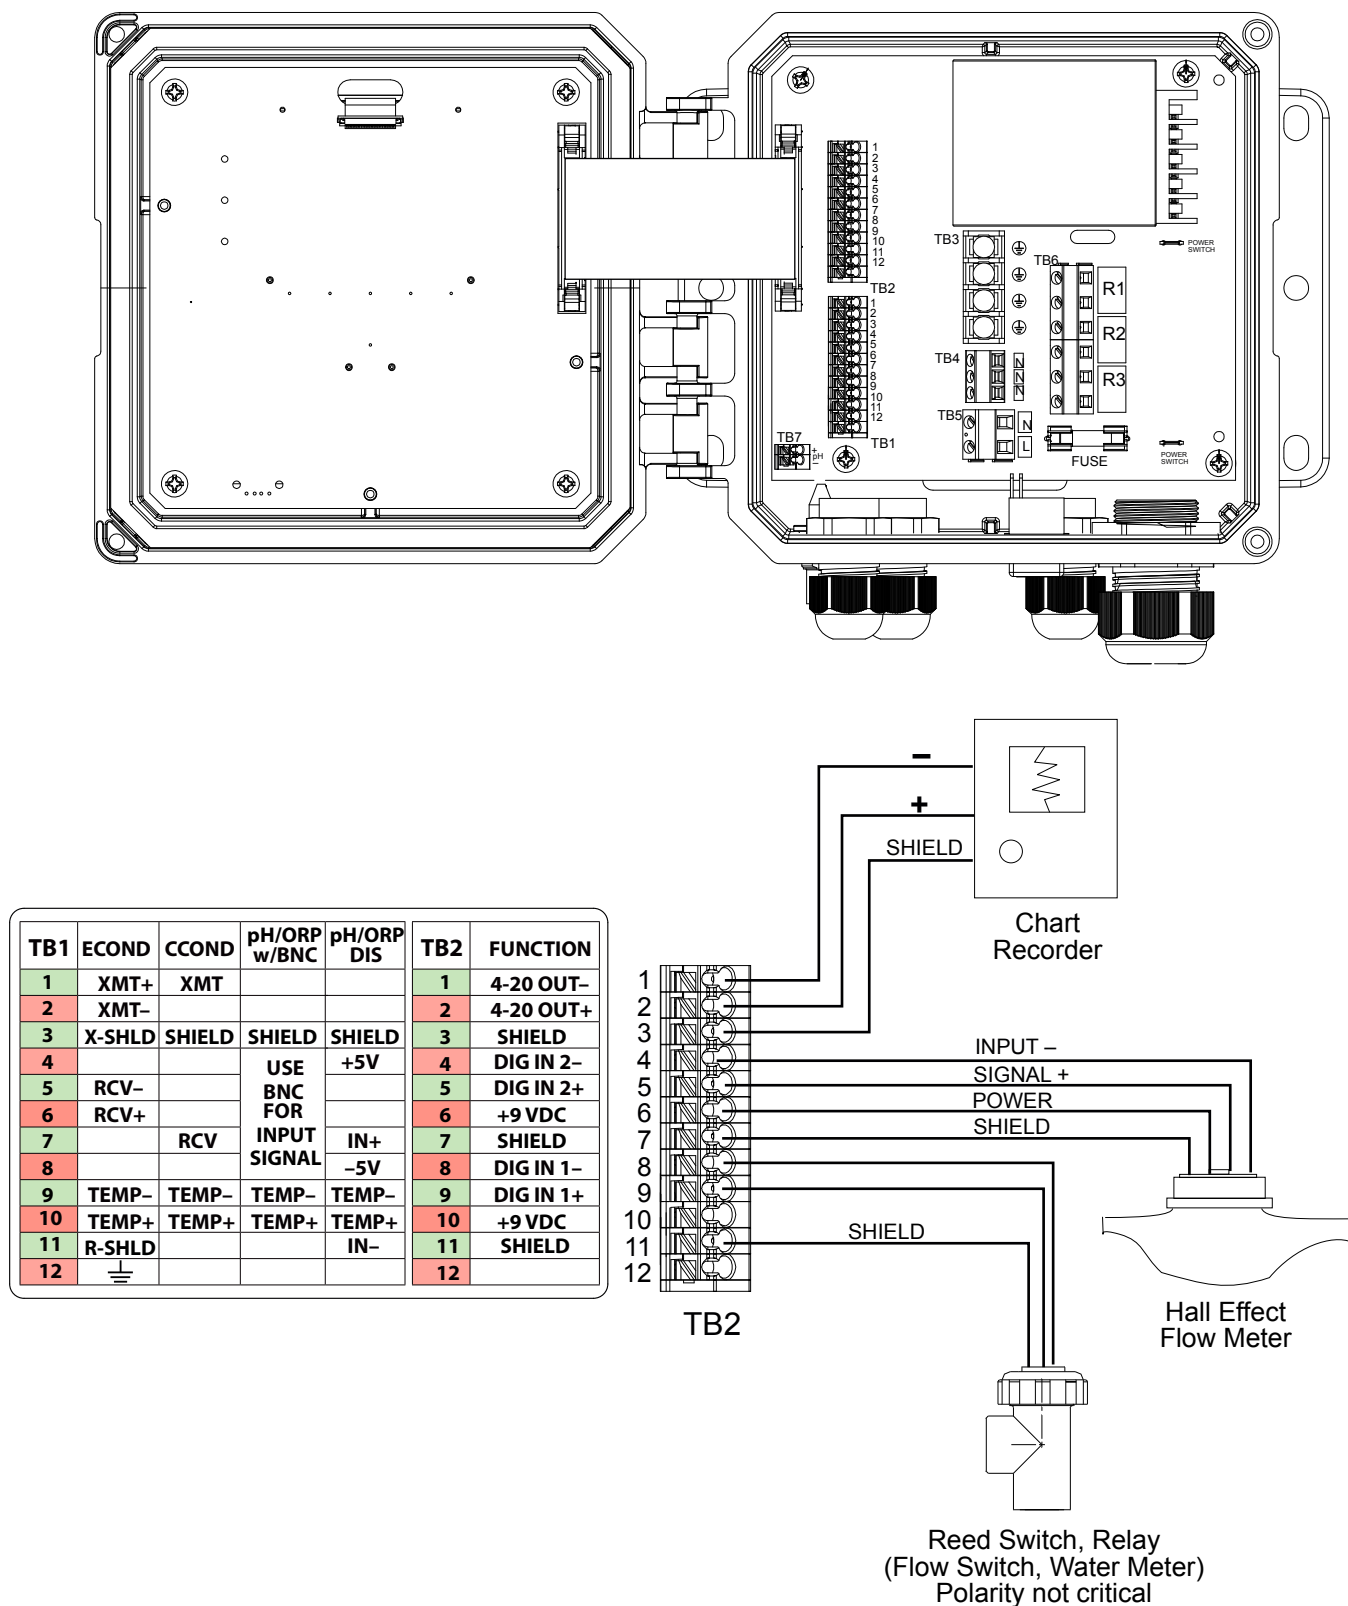 1
2
3
4
5
6
7
8
9
10
11
12
TB2
1
2
3
4
5
6
7
8
9
10
11
12
TB1
TB7
+
pH
–
TB3
TB6
POWER
SWITCH
R1
R2
R3
TB4
N
N
N
TB5
N
L
FUSE
POWER
SWITCH
–
+
SHIELD
Chart
Recorder
TB1 ECOND CCOND pH/ORP w/BNC pH/ORP DIS TB2 FUNCTION
1 XMT+ XMT 1 4-20 OUT–
2 XMT– 2 4-20 OUT+
3 X-SHLD SHIELD SHIELD SHIELD 3 SHIELD
4 USE +5V 4 DIG IN 2–
5 RCV– BNC 5 DIG IN 2+
6 RCV+ FOR 6 +9 VDC
7 RCV INPUT IN+ 7 SHIELD
8 SIGNAL –5V 8 DIG IN 1–
9 TEMP– TEMP– TEMP– TEMP– 9 DIG IN 1+
10 TEMP+ TEMP+ TEMP+ TEMP+ 10 +9 VDC
11 R-SHLD IN– 11 SHIELD
12 12
1
2
3
4
5
6
7
8
9
10
11
12
TB2
INPUT –
SIGNAL +
POWER
SHIELD
Hall Effect
Flow Meter
SHIELD
Reed Switch, Relay
(Flow Switch, Water Meter)
Polarity not critical